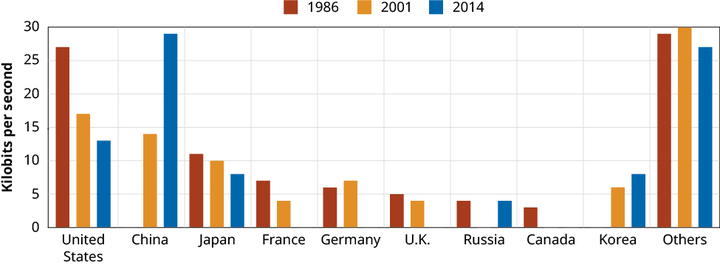 1986 2001 2014
Kilobits per second
30
25
20
15
10
5
0
United States China Japan France Germany U.K. Russia Canada Korea Others